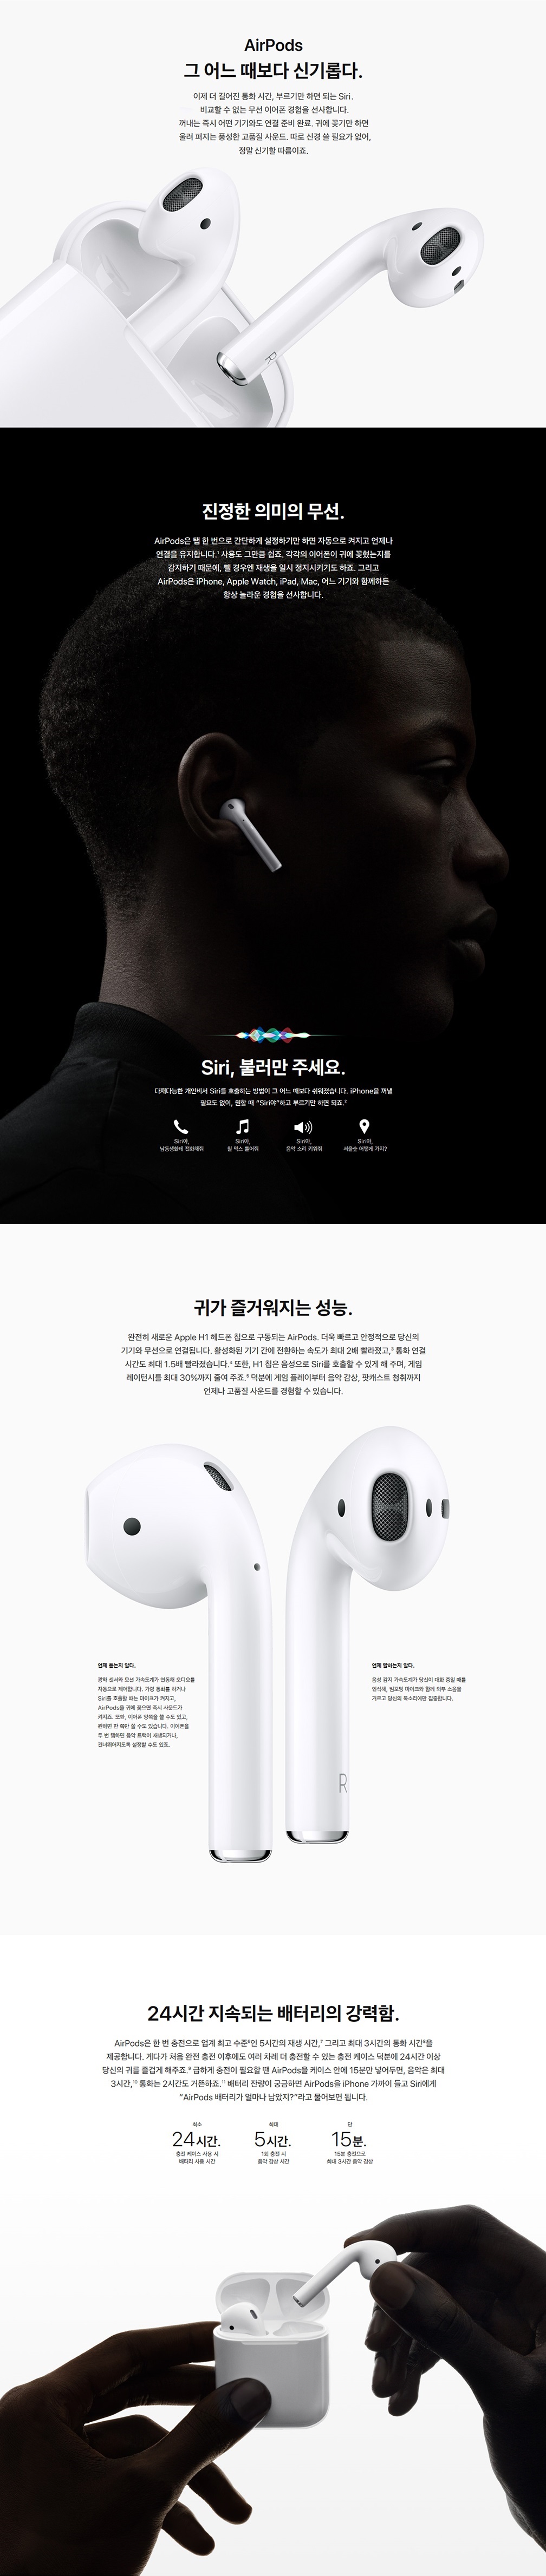 AirPods
그 어느 때보다 신기롭다.
이제 더 길어진 통화 시간, 부르기만 하면 되는 Siri.
비교할 수 없는 무선 이어폰 경험을 선사합니다.
꺼내는 즉시 어떤 기기와도 연결 준비 완료. 귀에 꽂기만 하면
울려 퍼지는 풍성한 고품질 사운드. 따로 신경 쓸 필요가 없어,
정말 신기할 따름이죠.
R
진정한 의미의 무선.
AirPods은 탭 한 번으로 간단하게 설정하기만 하면 자동으로 켜지고 언제나
연결을 유지합니다.¹ 사용도 그만큼 쉽죠. 각각의 이어폰이 귀에 꽂혔는지를
감지하기 때문에, 뺄 경우엔 재생을 일시 정지시키기도 하죠. 그리고
AirPods은 iPhone, Apple Watch, iPad, Mac, 어느 기기와 함께하든
항상 놀라운 경험을 선사합니다.
Siri, 불러만 주세요.
다재다능한 개인비서 Siri를 호출하는 방법이 그 어느 때보다 쉬워졌습니다. iPhone을 꺼낼
필요도 없이, 원할 때 “Siri야”하고 부르기만 하면 되죠.²
Siri야,
남동생한테 전화해줘
Siri야,
잘 믹스 틀어줘
Siri야,
음악 소리 키워줘
Siri야,
서울숲 어떻게 가지?
귀가 즐거워지는 성능.
완전히 새로운 Apple H1 헤드폰 칩으로 구동되는 AirPods. 더욱 빠르고 안정적으로 당신의
기기와 무선으로 연결됩니다. 활성화된 기기 간에 전환하는 속도가 최대 2배 빨라졌고,³ 통화 연결
시간도 최대 1.5배 빨라졌습니다.⁴ 또한, H1 칩은 음성으로 Siri를 호출할 수 있게 해 주며, 게임
레이턴시를 최대 30%까지 줄여 주죠.⁵ 덕분에 게임 플레이부터 음악 감상, 팟캐스트 청취까지
언제나 고품질 사운드를 경험할 수 있습니다.
언제 듣는지 알다.
광학 센서와 모션 가속도계가 연동해 오디오를
자동으로 제어합니다. 가령 통화를 하거나
Siri를 호출할 때는 마이크가 켜지고,
AirPods을 귀에 꽂으면 즉시 사운드가
켜지죠. 또한, 이어폰 양쪽을 쓸 수도 있고,
원하면 한 쪽만 쓸 수도 있습니다. 이어폰을
두 번 탭하면 음악 트랙이 재생되거나,
건너뛰어지도록 설정할 수도 있죠.
언제 말하는지 알다.
음성 감지 가속도계가 당신이 대화 중일 때를
인식해, 빔포밍 마이크와 함께 외부 소음을
거르고 당신의 목소리에만 집중합니다.
R
24시간 지속되는 배터리의 강력함.
AirPods은 한 번 충전으로 업계 최고 수준⁶인 5시간의 재생 시간,⁷ 그리고 최대 3시간의 통화 시간⁸을
제공합니다. 게다가 처음 완전 충전 이후에도 여러 차례 더 충전할 수 있는 충전 케이스 덕분에 24시간 이상
당신의 귀를 즐겁게 해주죠.⁹ 급하게 충전이 필요할 땐 AirPods을 케이스 안에 15분만 넣어두면, 음악은 최대
3시간,¹⁰ 통화는 2시간도 거뜬하죠.¹¹ 배터리 잔량이 궁금하면 AirPods을 iPhone 가까이 들고 Siri에게
“AirPods 배터리가 얼마나 남았지?”라고 물어보면 됩니다.
최소
24시간.
충전 케이스 사용 시
배터리 사용 시간
최대
5시간.
1회 충전 시
음악 감상 시간
단
15분.
15분 충전으로
최대 3시간 음악 감상